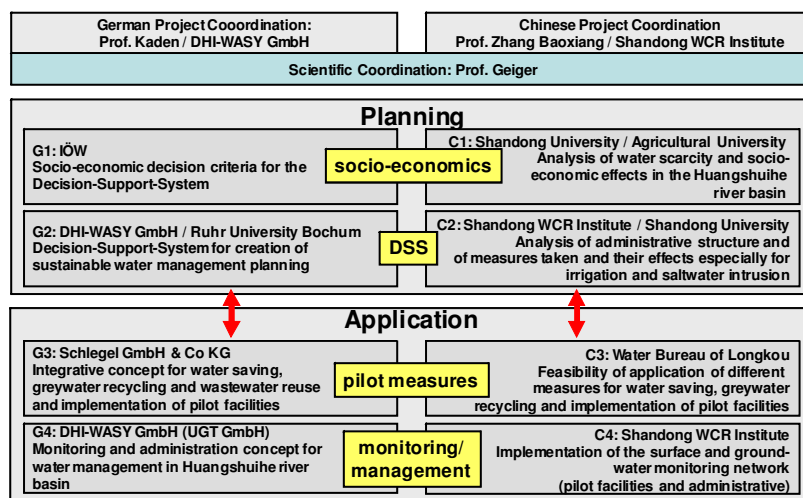 German Project Cooordination:
Prof. Kaden / DHI-WASY GmbH
Chinese Project Coordination
Prof. Zhang Baoxiang / Shandong WCR Institute
Scientific Coordination: Prof. Geiger
Planning
G1: IÖW
Socio-economic decision criteria for the
Decision-Support-System
socio-economics
C1: Shandong University / Agricultural University
Analysis of water scarcity and socio-
economic effects in the Huangshuihe
river basin
G2: DHI-WASY GmbH / Ruhr University Bochum
Decision-Support-System for creation of
sustainable water management planning
DSS
C2: Shandong WCR Institute / Shandong University
Analysis of administrative structure and
of measures taken and their effects especially for
irrigation and saltwater intrusion
Application
G3: Schlegel GmbH & Co KG
Integrative concept for water saving,
greywater recycling and wastewater reuse
and implementation of pilot facilities
pilot measures
C3: Water Bureau of Longkou
Feasibility of application of different
measures for water saving, greywater
recycling and implementation of pilot facilities
G4: DHI-WASY GmbH (UGT GmbH)
Monitoring and administration concept for
water management in Huangshuihe river
basin
monitoring/
management
C4: Shandong WCR Institute
Implementation of the surface and ground-
water monitoring network
(pilot facilities and administrative)